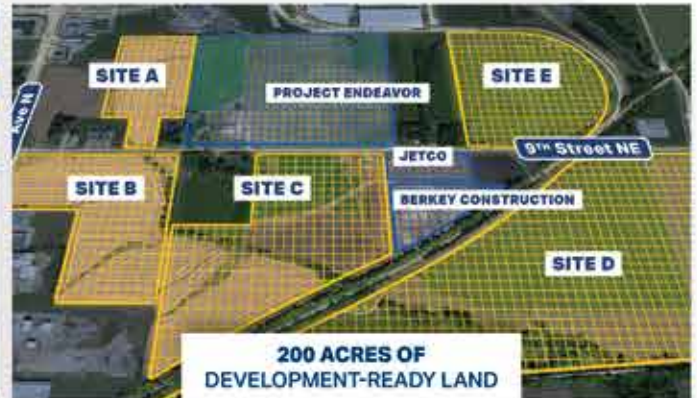 SITE A
PROJECT ENDEAVOR
SITE E
Ave N
JETCO
9TH Street NE
SITE B
SITE C
BERKEY CONSTRUCTION
SITE D
200 ACRES OF
DEVELOPMENT-READY LAND